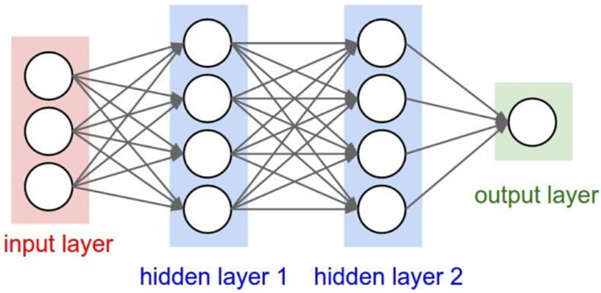 input layer
hidden layer 1
hidden layer 2
output layer